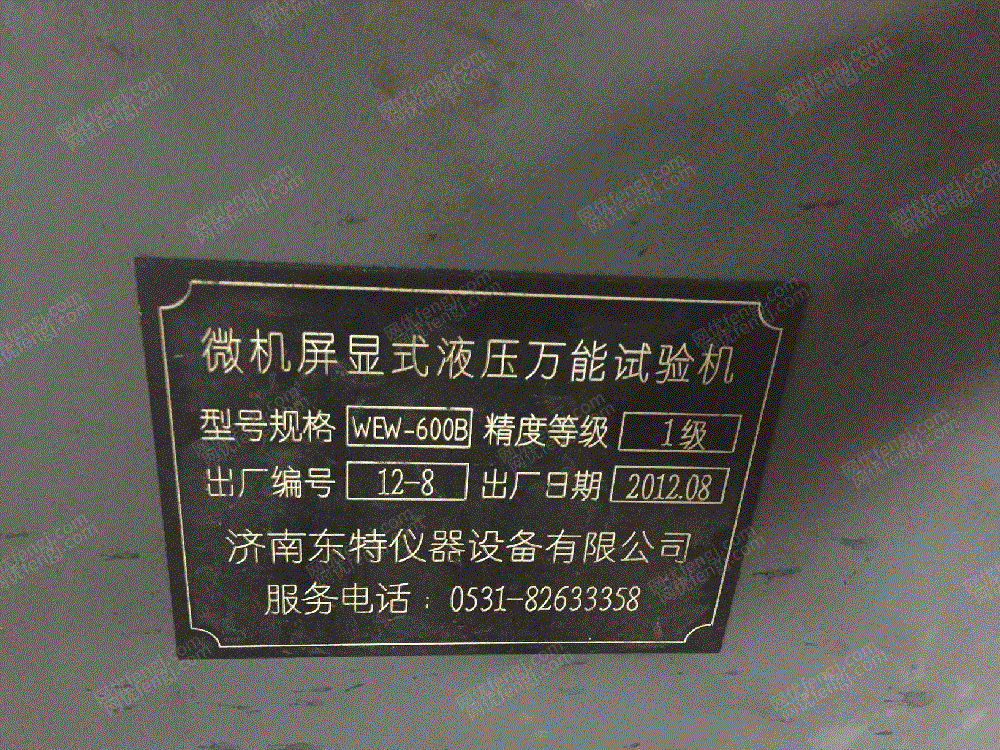 微机屏显式液压万能试验机
型号规格 WEW-600B 精度等级 1级
出厂编号 12-8 出厂日期 2012.08
济南东特仪器设备有限公司
服务电话：0531-82633358